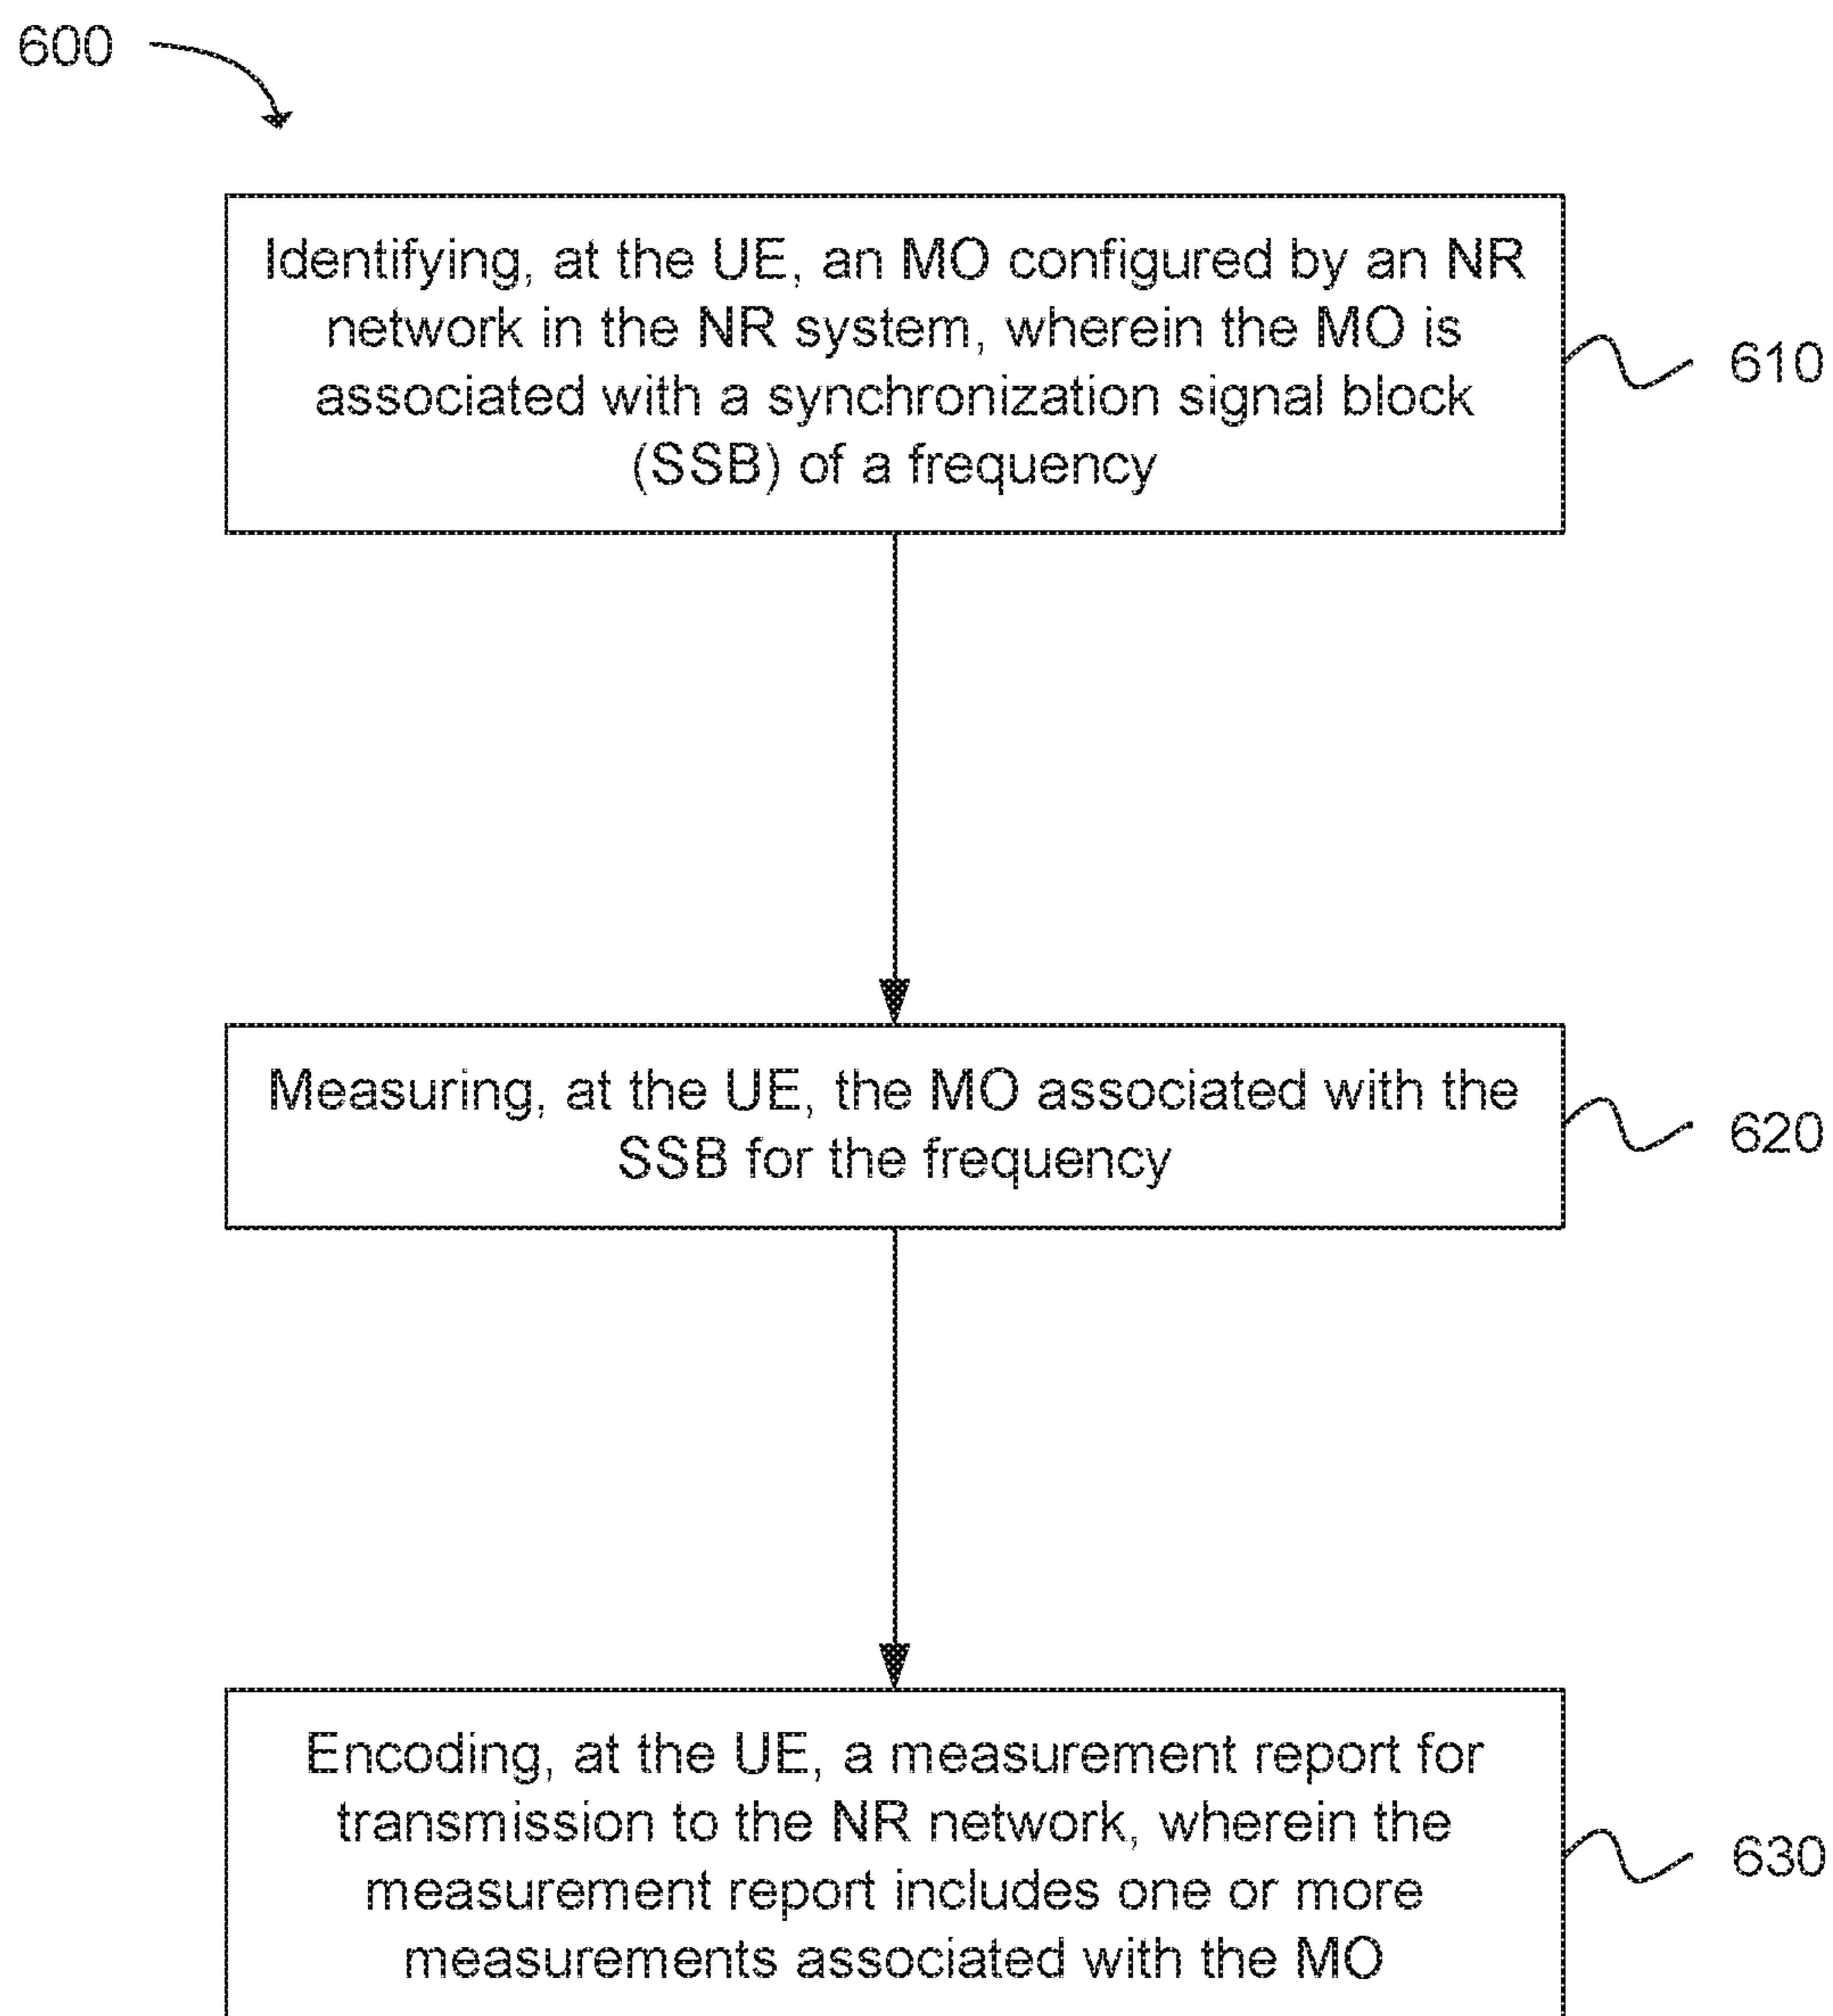 600
Identifying, at the UE, an MO configured by an NR
network in the NR system, wherein the MO is
associated with a synchronization signal block
(SSB) of a frequency
610
Measuring, at the UE, the MO associated with the
SSB for the frequency
620
Encoding, at the UE, a measurement report for
transmission to the NR network, wherein the
measurement report includes one or more
measurements associated with the MO
630